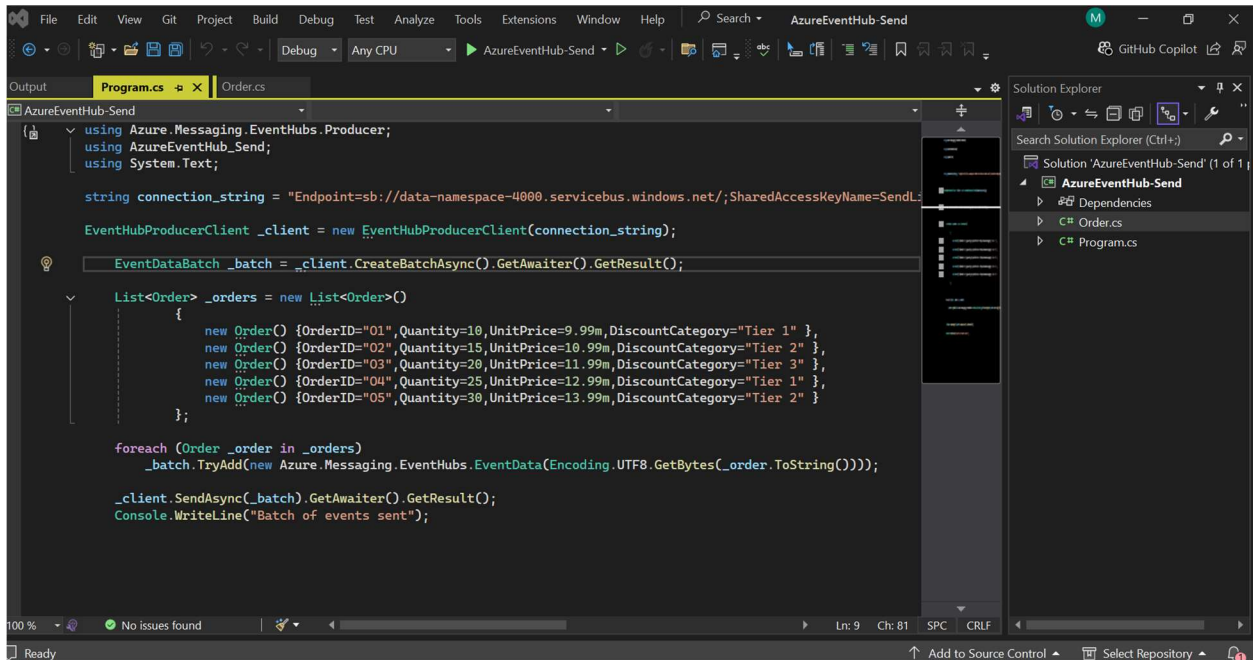 File Edit View Git Project Build Debug Test Analyze Tools Extensions Window Help Search AzureEventHub-Send M
Debug Any CPU AzureEventHub-Send abc GitHub Copilot
Output Program.cs Order.cs
AzureEventHub-Send
using Azure.Messaging.EventHubs.Producer;
using AzureEventHub_Send;
using System.Text;
string connection_string = "Endpoint=sb://data-namespace-4000.servicebus.windows.net/;SharedAccessKeyName=SendLi
EventHubProducerClient _client = new EventHubProducerClient(connection_string);
EventDataBatch _batch = _client.CreateBatchAsync().GetAwaiter().GetResult();
List<Order> _orders = new List<Order>()
{
new Order() {OrderID="O1",Quantity=10,UnitPrice=9.99m,DiscountCategory="Tier 1" },
new Order() {OrderID="O2",Quantity=15,UnitPrice=10.99m,DiscountCategory="Tier 2" },
new Order() {OrderID="O3",Quantity=20,UnitPrice=11.99m,DiscountCategory="Tier 3" },
new Order() {OrderID="O4",Quantity=25,UnitPrice=12.99m,DiscountCategory="Tier 1" },
new Order() {OrderID="O5",Quantity=30,UnitPrice=13.99m,DiscountCategory="Tier 2" }
};
foreach (Order _order in _orders)
_batch.TryAdd(new Azure.Messaging.EventHubs.EventData(Encoding.UTF8.GetBytes(_order.ToString())));
_client.SendAsync(_batch).GetAwaiter().GetResult();
Console.WriteLine("Batch of events sent");
Solution Explorer
Search Solution Explorer (Ctrl+;)
Solution 'AzureEventHub-Send' (1 of 1 p
AzureEventHub-Send
Dependencies
C# Order.cs
C# Program.cs
100 % No issues found Ln: 9 Ch: 81 SPC CRLF
Ready Add to Source Control Select Repository 1